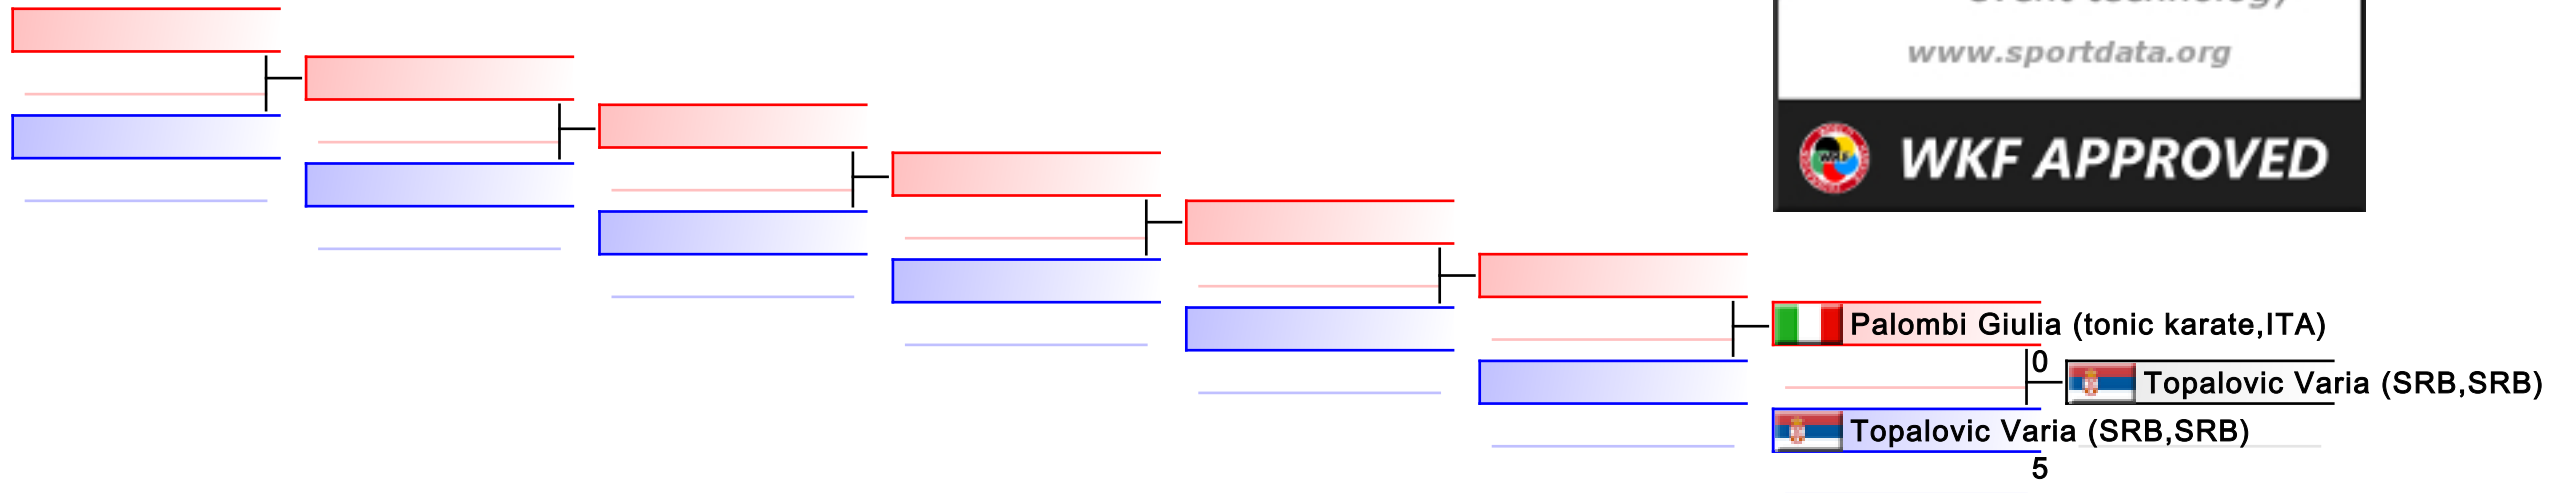 www.sportdata.org
WKF APPROVED
Palombi Giulia (tonic karate,ITA)
0
Topalovic Varia (SRB,SRB)
Topalovic Varia (SRB,SRB)
5